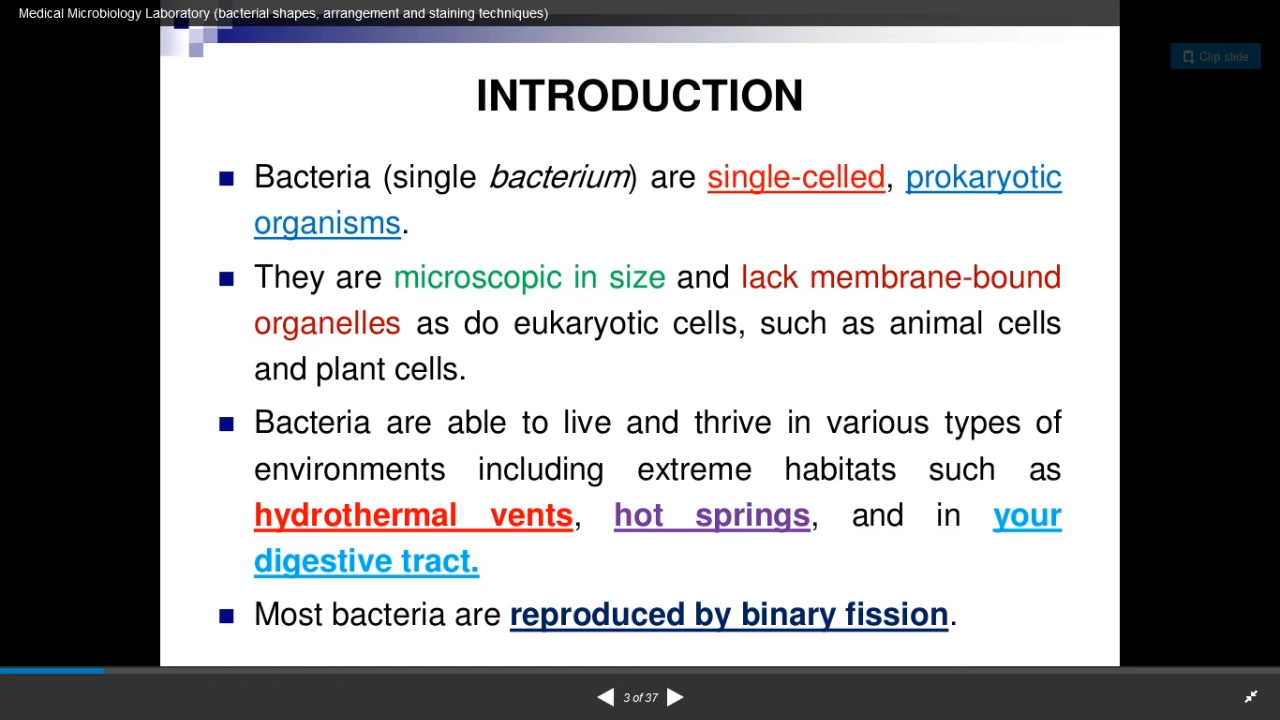 Medical Microbiology Laboratory (bacterial shapes, arrangement and staining techniques)
Clip slide
INTRODUCTION
Bacteria (single bacterium) are single-celled, prokaryotic
organisms.
They are microscopic in size and lack membrane-bound
organelles as do eukaryotic cells, such as animal cells
and plant cells.
Bacteria are able to live and thrive in various types of
environments including extreme habitats such as
hydrothermal vents, hot springs, and in your
digestive tract.
Most bacteria are reproduced by binary fission.
3 of 37